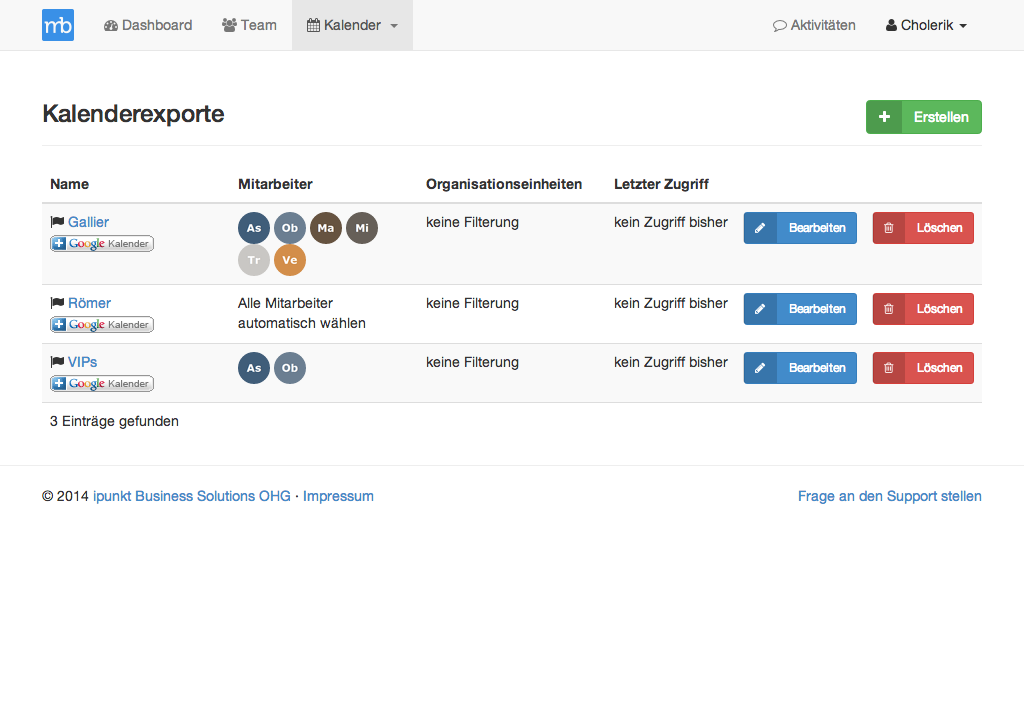 mb Dashboard Team Kalender Aktivitäten Cholerik
Kalenderexporte
Erstellen
Name Mitarbeiter Organisationseinheiten Letzter Zugriff
Gallier As Ob Ma Mi keine Filterung kein Zugriff bisher Bearbeiten Löschen
Google Kalender Tr Ve
Römer Alle Mitarbeiter keine Filterung kein Zugriff bisher Bearbeiten Löschen
Google Kalender automatisch wählen
VIPs As Ob keine Filterung kein Zugriff bisher Bearbeiten Löschen
Google Kalender
3 Einträge gefunden
© 2014 ipunkt Business Solutions OHG · Impressum Frage an den Support stellen